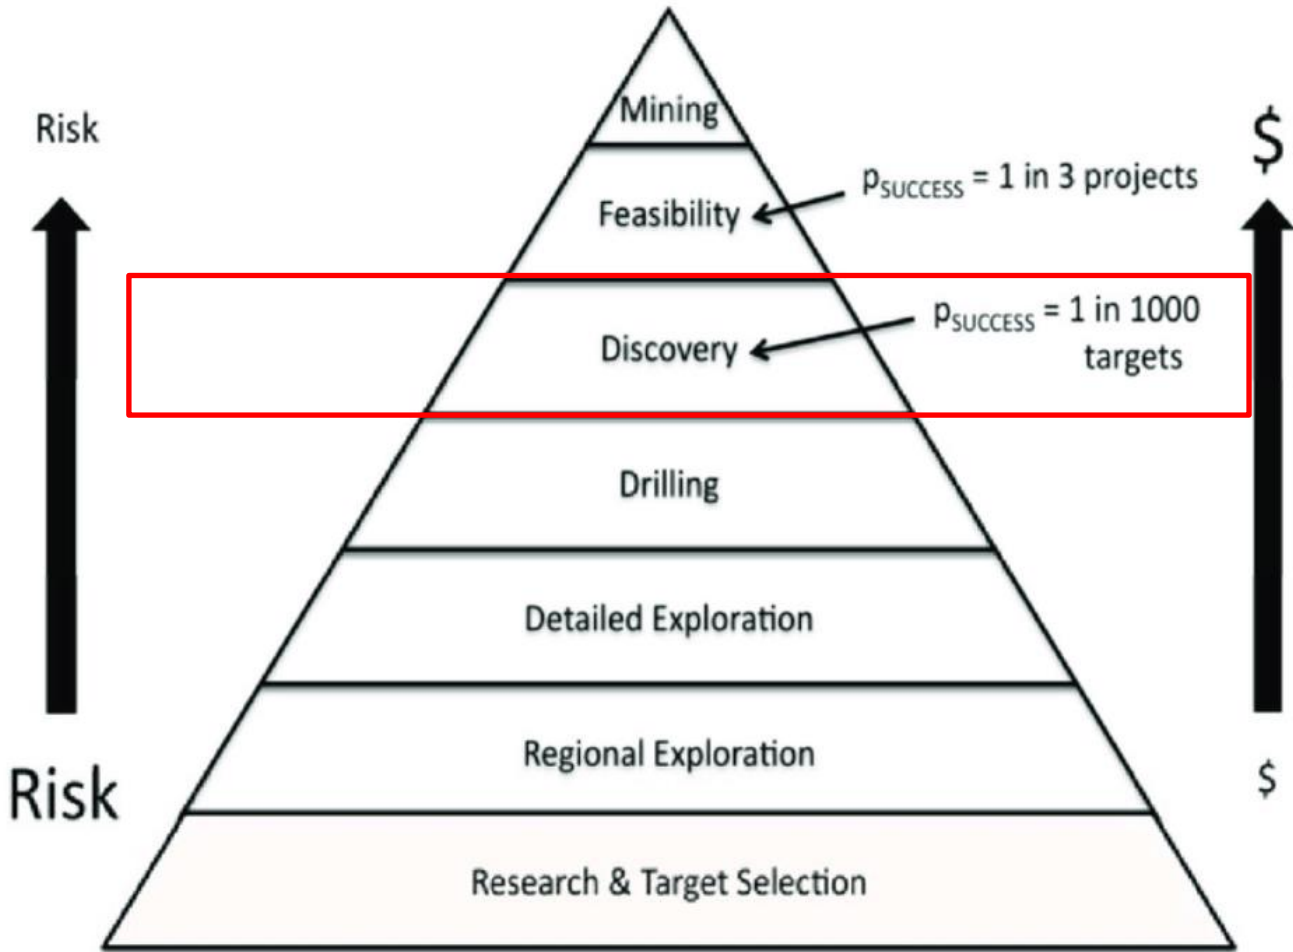 Risk
$
Mining
pSUCCESS = 1 in 3 projects
Feasibility
pSUCCESS = 1 in 1000
targets
Discovery
Drilling
Detailed Exploration
Regional Exploration
Risk
$
Research & Target Selection